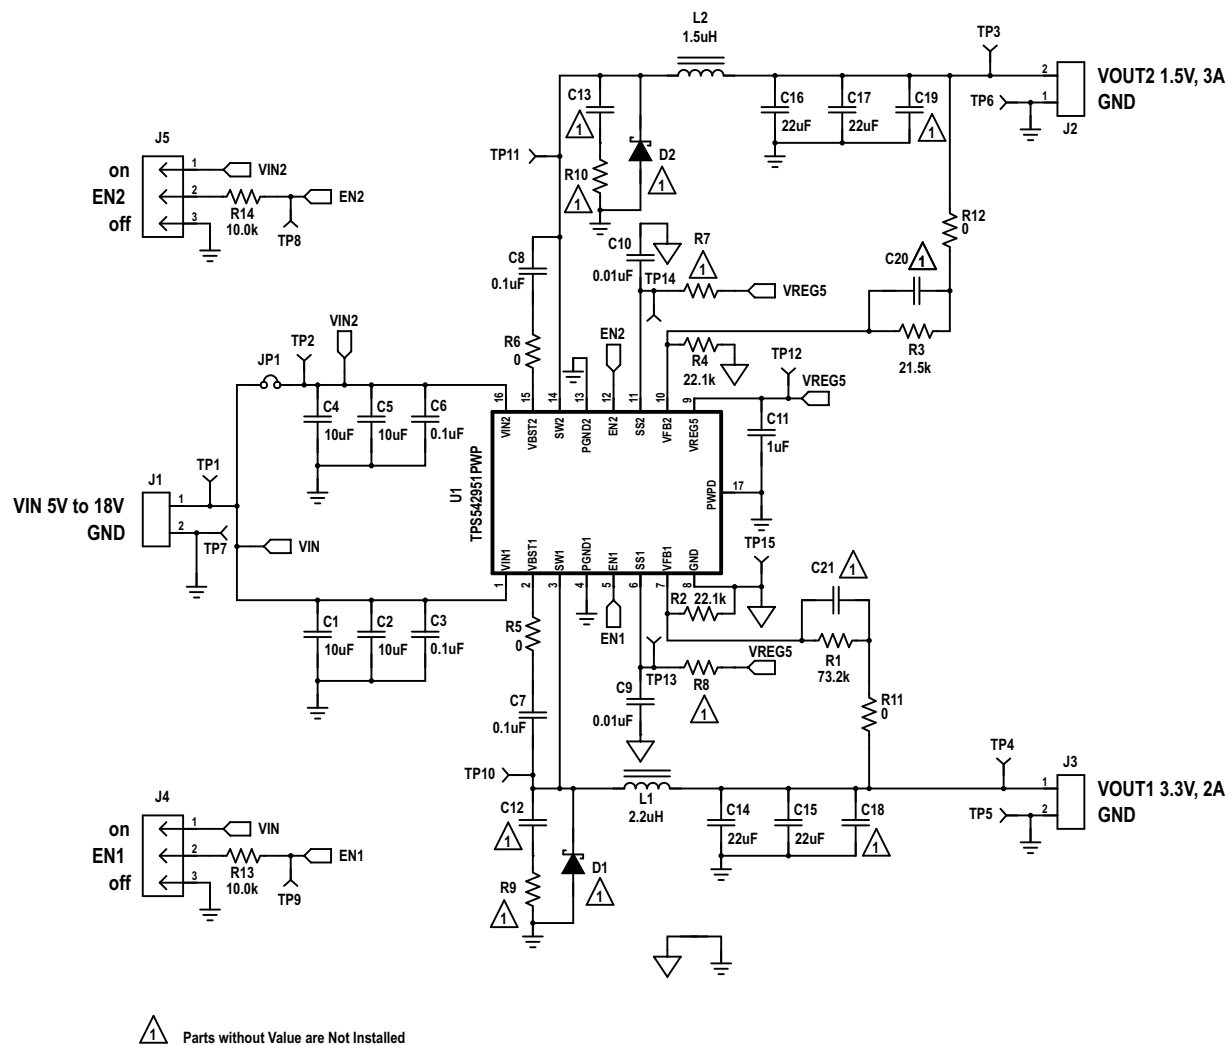 L2
1.5uH
TP3
C13
1
C16
22uF
C17
22uF
C19
1
2
VOUT2 1.5V, 3A
TP6
1
GND
J2
J5
on
1
VIN2
EN2
2
R14
10.0k
EN2
off
3
TP8
TP11
R10
1
D2
1
R12
0
C10
0.01uF
R7
1
TP14
VREG5
C20
1
C8
0.1uF
R6
0
EN2
R4
22.1k
R3
21.5k
TP12
VREG5
VIN2
TP2
JP1
C4
10uF
C5
10uF
C6
0.1uF
16
15
14
13
12
11
10
9
VIN2
VBST2
SW2
PGND2
EN2
SS2
VFB2
VREG5
C11
1uF
U1
TPS542951PWP
PWPD
17
TP1
J1
VIN 5V to 18V
1
GND
2
TP7
VIN
VIN1
VBST1
SW1
PGND1
EN1
SS1
VFB1
GND
1
2
3
4
5
6
7
8
TP15
C1
10uF
C2
10uF
C3
0.1uF
R5
0
EN1
R2
22.1k
C21
1
R1
73.2k
VREG5
TP13
R8
1
C9
0.01uF
R11
0
C7
0.1uF
TP10
L1
2.2uH
TP4
J3
1
VOUT1 3.3V, 2A
TP5
2
GND
C14
22uF
C15
22uF
C18
1
C12
1
R9
1
D1
1
J4
on
1
VIN
EN1
2
R13
10.0k
EN1
off
3
TP9
1
Parts without Value are Not Installed